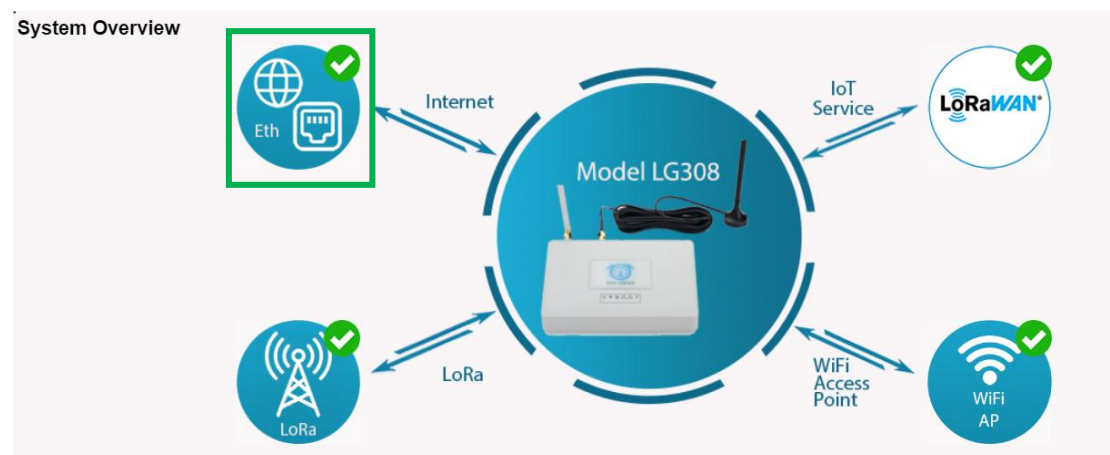 System Overview
Eth
Internet
IoT
Service
LoRaWAN
Model LG308
LoRa
LoRa
WiFi
Access
Point
WiFi
AP